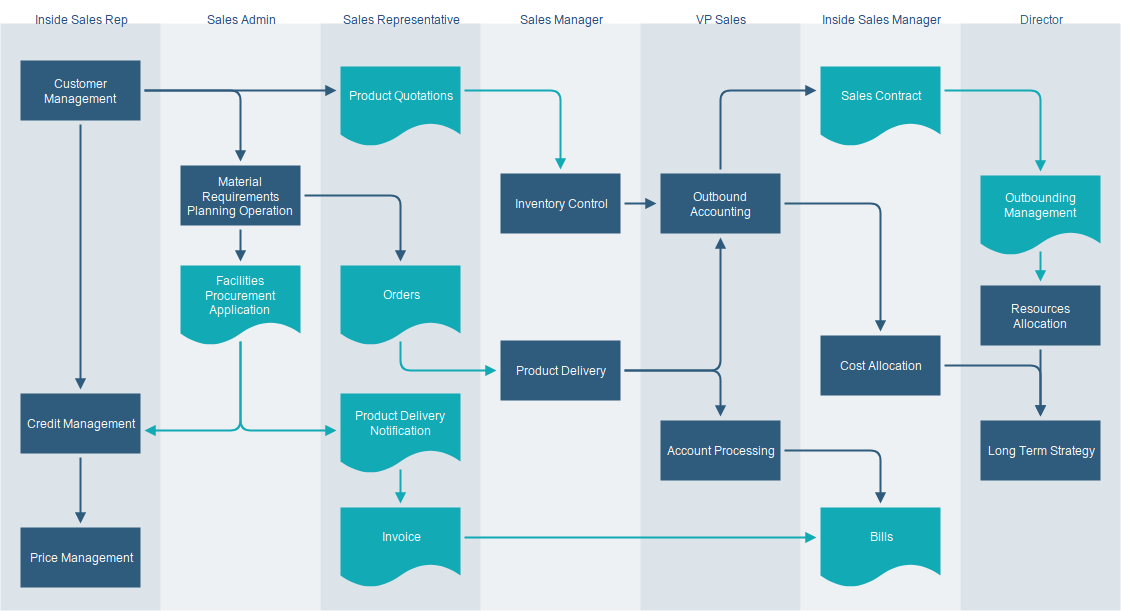 Inside Sales Rep
Sales Admin
Sales Representative
Sales Manager
VP Sales
Inside Sales Manager
Director
Customer
Management
Product Quotations
Sales Contract
Material
Requirements
Planning Operation
Inventory Control
Outbound
Accounting
Outbounding
Management
Facilities
Procurement
Application
Orders
Resources
Allocation
Product Delivery
Cost Allocation
Credit Management
Product Delivery
Notification
Account Processing
Long Term Strategy
Price Management
Invoice
Bills